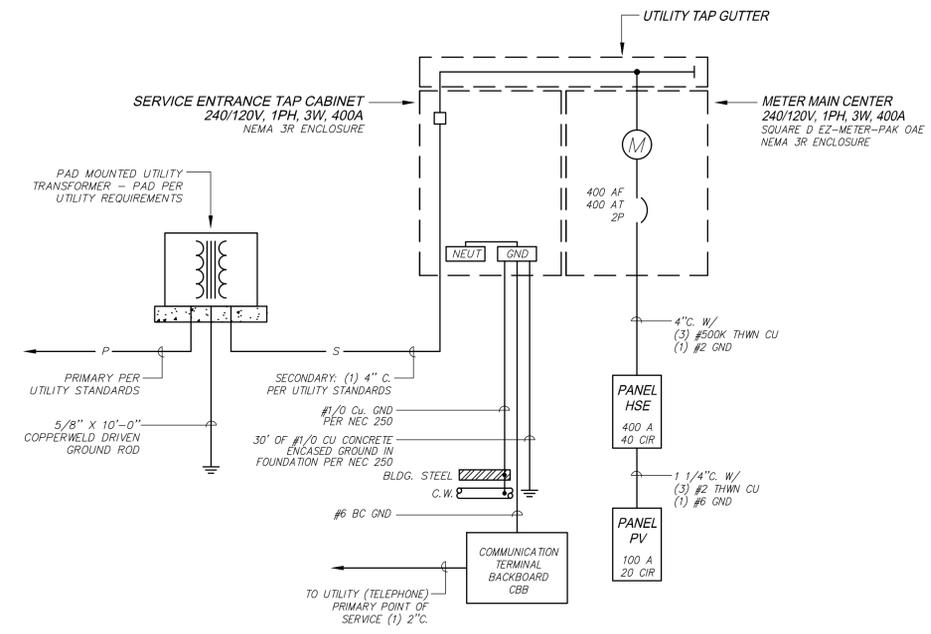 UTILITY TAP GUTTER
SERVICE ENTRANCE TAP CABINET
240/120V, 1PH, 3W, 400A
NEMA 3R ENCLOSURE
METER MAIN CENTER
240/120V, 1PH, 3W, 400A
SQUARE D EZ-METER-PAK OAE
NEMA 3R ENCLOSURE
M
400 AF
400 AT
2P
PAD MOUNTED UTILITY
TRANSFORMER - PAD PER
UTILITY REQUIREMENTS
NEUT
GND
P
S
PRIMARY PER
UTILITY STANDARDS
SECONDARY: (1) 4" C.
PER UTILITY STANDARDS
4"C. W/
(3) #500K THWN CU
(1) #2 GND
5/8" X 10'-0"
COPPERWELD DRIVEN
GROUND ROD
#1/0 Cu. GND
PER NEC 250
30' OF #1/0 CU CONCRETE
ENCASED GROUND IN
FOUNDATION PER NEC 250
BLDG. STEEL
C.W.
#6 BC GND
PANEL
HSE
400 A
40 CIR
1 1/4"C. W/
(3) #2 THWN CU
(1) #6 GND
PANEL
PV
100 A
20 CIR
COMMUNICATION
TERMINAL
BACKBOARD
CBB
TO UTILITY (TELEPHONE)
PRIMARY POINT OF
SERVICE (1) 2"C.